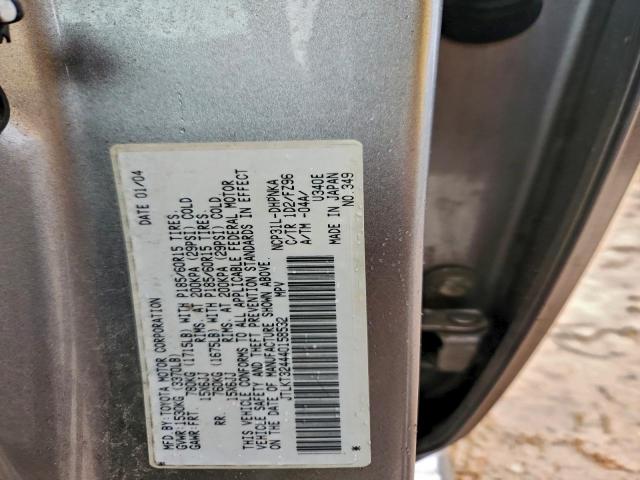 MFD BY:TOYOTA MOTOR CORPORATION DATE 01/04
GVWR:1530KG (3370LB)
GAWR:FRT. 780KG (1715LB) WITH P185/60R15 TIRES.
15X6JJ RIMS. AT 200KPA (29PSI) COLD
RR. 760KG (1675LB) WITH P185/60R15 TIRES.
15X6JJ RIMS. AT 200KPA (29PSI) COLD
THIS VEHICLE CONFORMS TO ALL APPLICABLE FEDERAL MOTOR
VEHICLE SAFETY AND THEFT PREVENTION STANDARDS IN EFFECT
ON THE DATE OF MANUFACTURE SHOWN ABOVE.
JTLKT324440158532 MPV
NCP31L-DHPNKA
C/TR 1D2/FZ96
A/TM -04A/
U340E
MADE IN JAPAN
NO.349